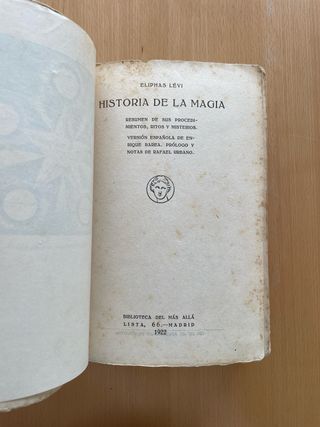 ELIPHAS LÉVI
HISTORIA DE LA MAGIA
RESUMEN DE SUS PROCEDI-
MIENTOS, RITOS Y MISTERIOS.
VERSIÓN ESPAÑOLA DE EN-
RIQUE BAREA. PRÓLOGO Y
NOTAS DE RAFAEL URBANO.
BIBLIOTECA DEL MÁS ALLÁ
LISTA, 66.—MADRID
1922